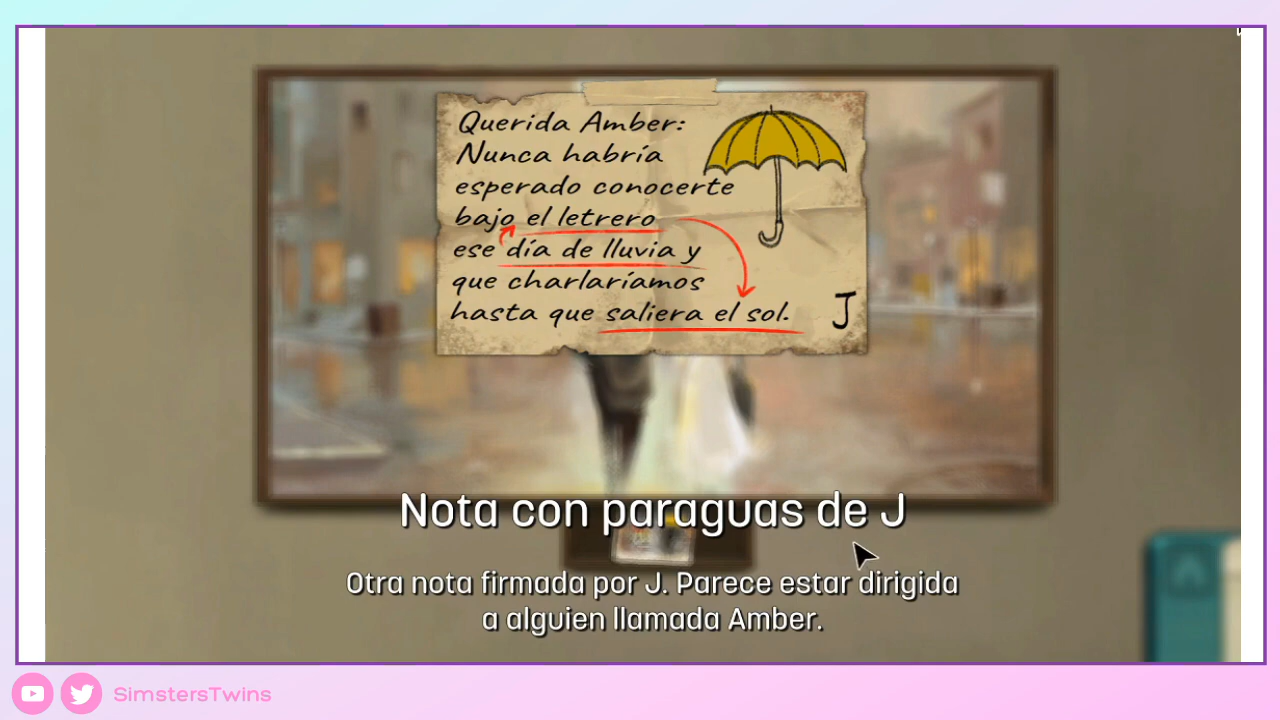 Querida Amber:
Nunca habría
esperado conocerte
bajo el letrero
ese día de lluvia y
que charlaríamos
hasta que saliera el sol.
J
Nota con paraguas de J
Otra nota firmada por J. Parece estar dirigida
a alguien llamada Amber.
SimstersTwins